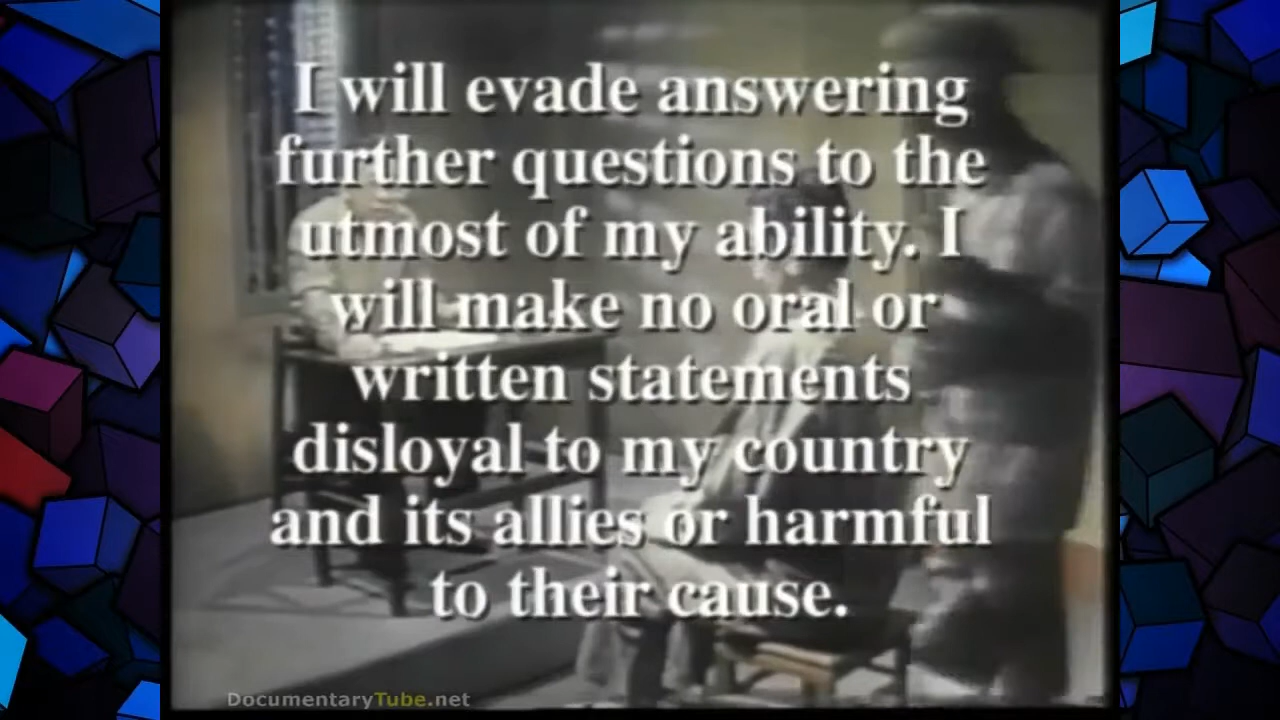 I will evade answering
further questions to the
utmost of my ability. I
will make no oral or
written statements
disloyal to my country
and its allies or harmful
to their cause.
DocumentaryTube.net